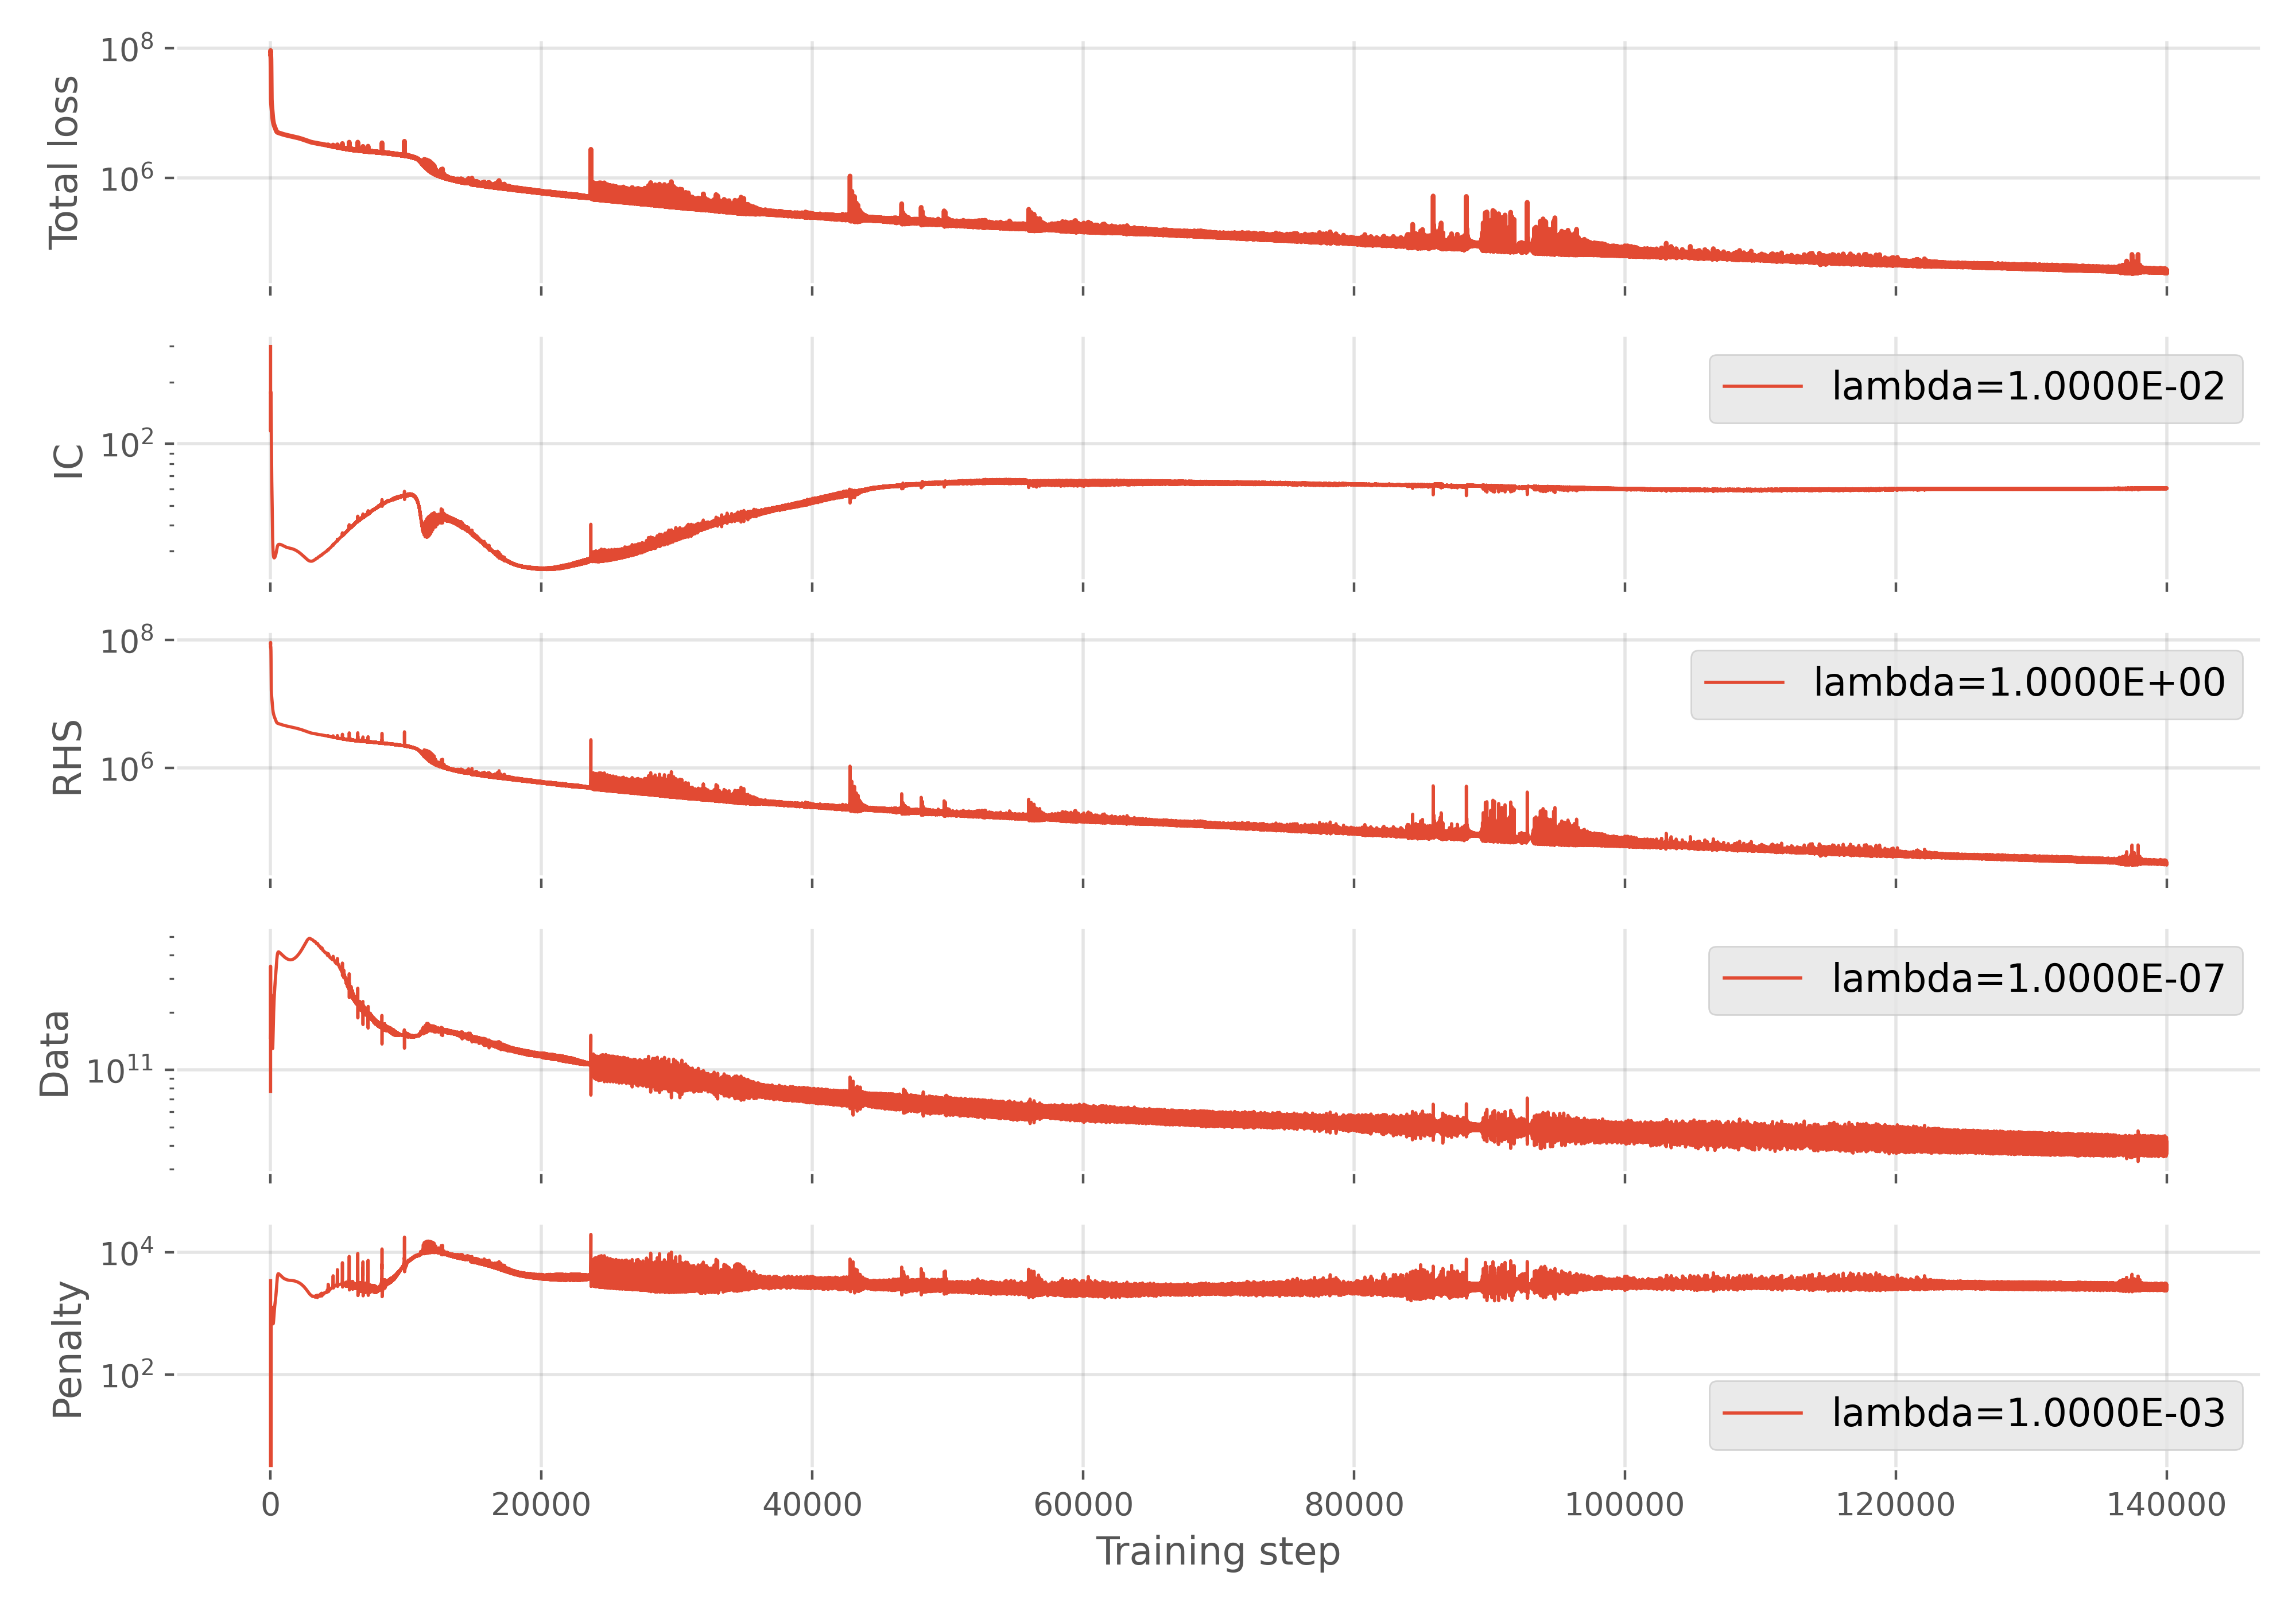 Total loss
10^8
10^6
IC
10^2
lambda=1.0000E-02
RHS
10^8
10^6
lambda=1.0000E+00
Data
10^11
lambda=1.0000E-07
Penalty
10^4
10^2
lambda=1.0000E-03
0 20000 40000 60000 80000 100000 120000 140000
Training step